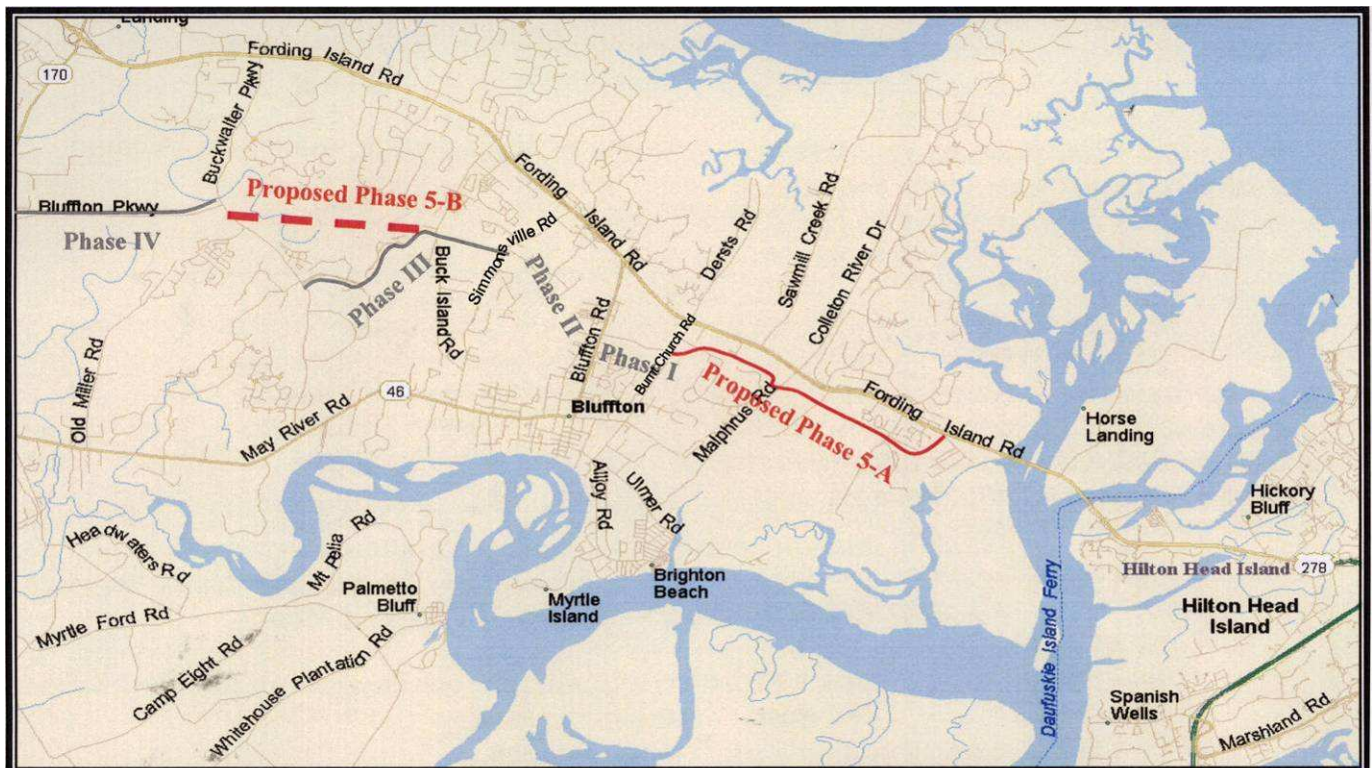 Landing
Fording Island Rd
170
Buckwalter Pkwy
Fording
Island Rd
Proposed Phase 5-B
Bluffton Pkwy
Phase IV
Phase III
Buck Island Rd
Simmonsville Rd
Phase II
Bluffton Rd
Phase I
Burnt Church Rd
Dersts Rd
Sawmill Creek Rd
Colleton River Dr
Proposed Phase 5-A
Malphrus Rd
Fording
Island Rd
Old Miller Rd
May River Rd
46
Bluffton
Horse
Landing
Hickory
Bluff
Alljoy Rd
Ulmer Rd
Headwaters Rd
Mt Pelia Rd
Palmetto
Bluff
Myrtle
Island
Brighton
Beach
Hilton Head Island
278
Hilton Head
Island
Daufuskie Island Ferry
Myrtle Ford Rd
Camp Eight Rd
Whitehouse Plantation Rd
Spanish
Wells
Marshland Rd